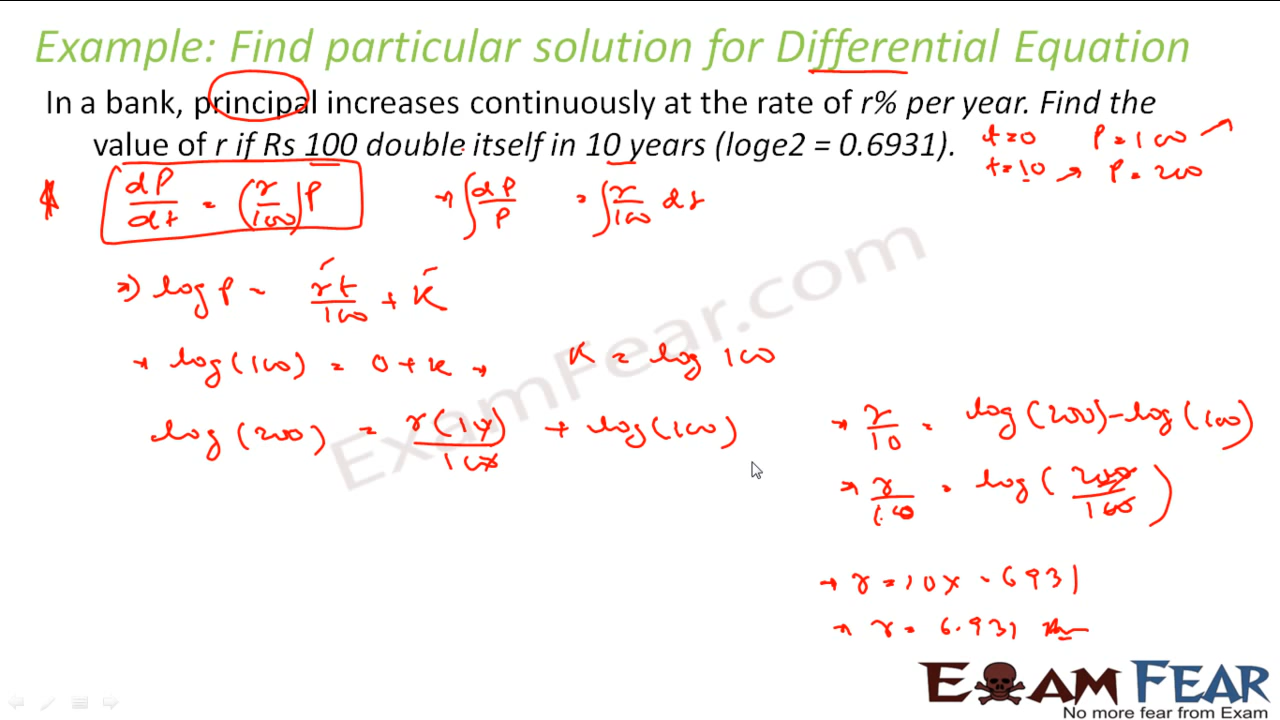 Example: Find particular solution for Differential Equation
In a bank, principal increases continuously at the rate of r% per year. Find the
value of r if Rs 100 double itself in 10 years (loge2 = 0.6931).
t=0 P=100
t=10 → P=200
dP/dt = (r/100) P → ∫ dP/P = ∫ r/100 dt
⇒ log P = rt/100 + K
→ log(100) = 0 + K → K = log 100
log(200) = r(10)/100 + log(100)
→ r/10 = log(200) - log(100)
→ r/10 = log(200/100)
→ r = 10 x .6931
→ r = 6.931
ExamFear.com
EXAM FEAR
No more fear from Exam